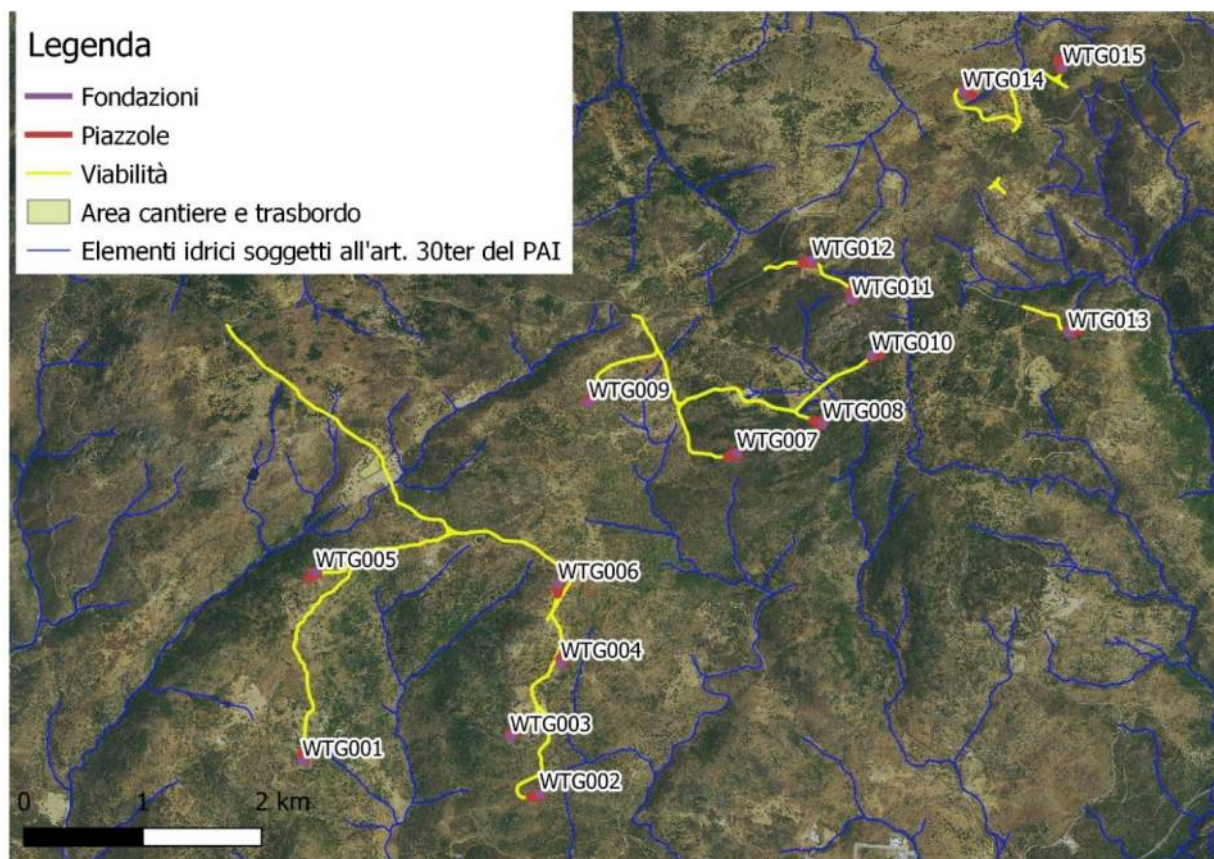 Legenda
Fondazioni
Piazzole
Viabilità
Area cantiere e trasbordo
Elementi idrici soggetti all'art. 30ter del PAI
WTG015
WTG014
WTG012
WTG011
WTG013
WTG010
WTG009
WTG008
WTG007
WTG005
WTG006
WTG004
WTG003
WTG001
WTG002
0 1 2 km